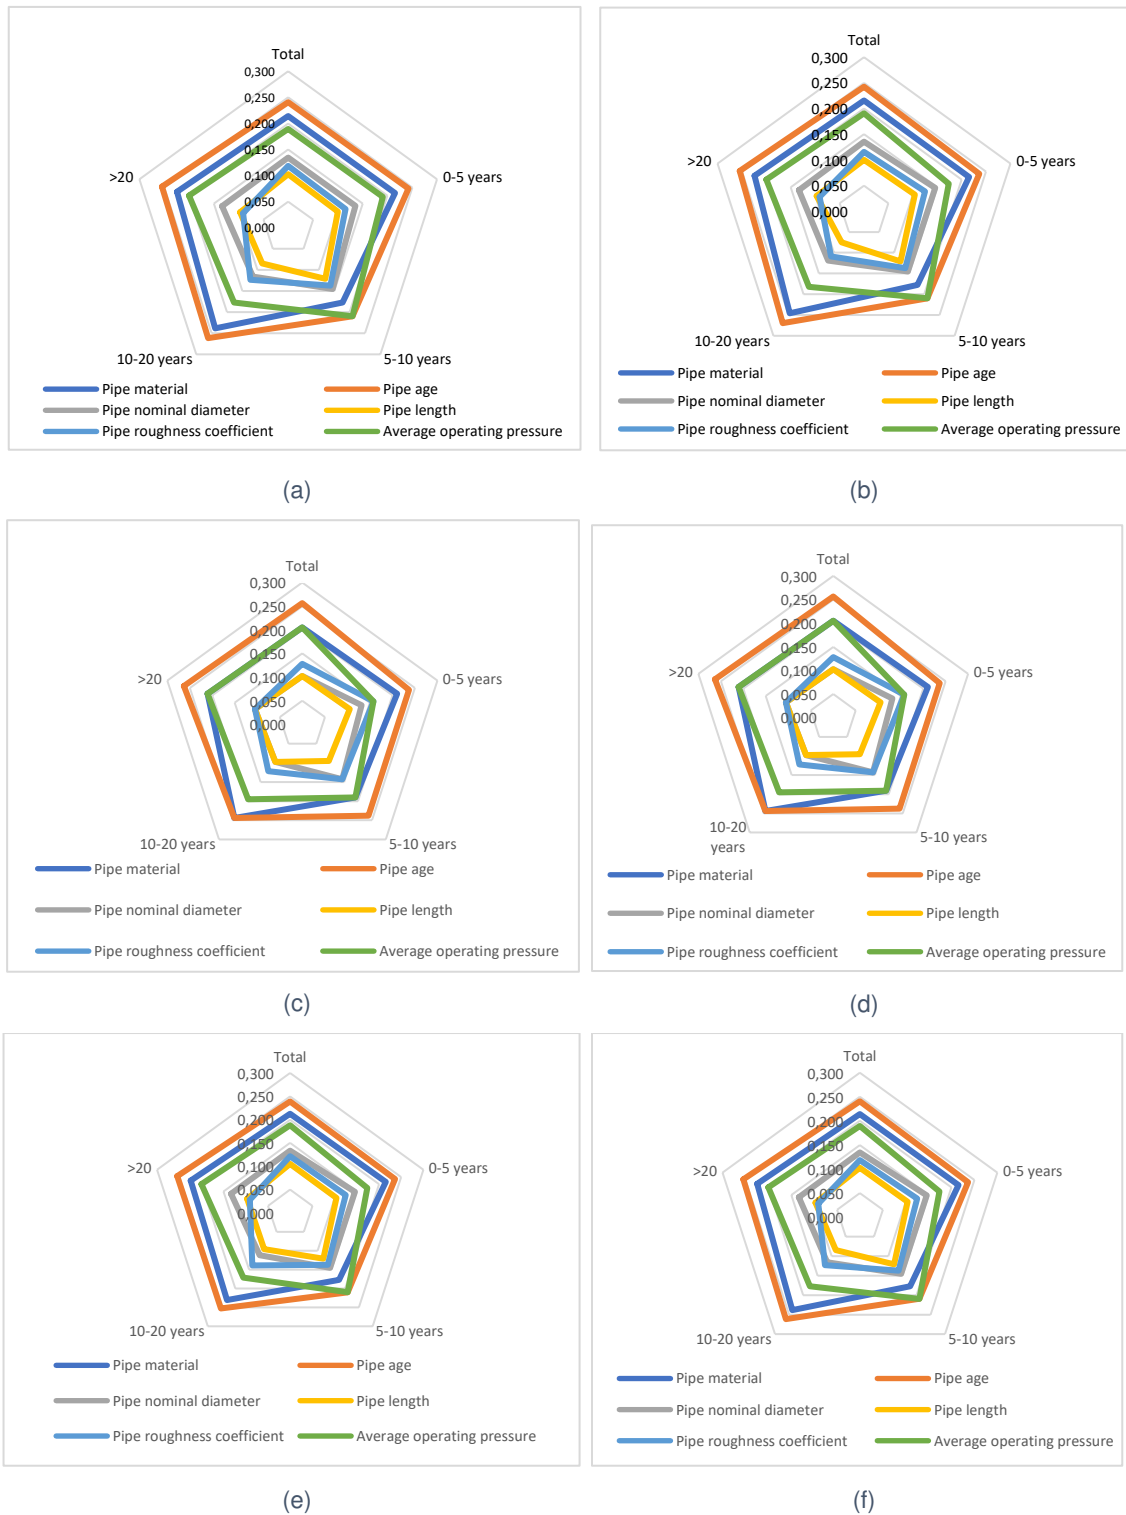 Total
0,300
0,250
0,200
0,150
0,100
0,050
0,000
0-5 years
5-10 years
10-20 years
>20
Pipe material
Pipe age
Pipe nominal diameter
Pipe length
Pipe roughness coefficient
Average operating pressure
(a)
Total
0,300
0,250
0,200
0,150
0,100
0,050
0,000
0-5 years
5-10 years
10-20 years
>20
Pipe material
Pipe age
Pipe nominal diameter
Pipe length
Pipe roughness coefficient
Average operating pressure
(b)
Total
0,300
0,250
0,200
0,150
0,100
0,050
0,000
0-5 years
5-10 years
10-20 years
>20
Pipe material
Pipe age
Pipe nominal diameter
Pipe length
Pipe roughness coefficient
Average operating pressure
(c)
Total
0,300
0,250
0,200
0,150
0,100
0,050
0,000
0-5 years
5-10 years
10-20
years
>20
Pipe material
Pipe age
Pipe nominal diameter
Pipe length
Pipe roughness coefficient
Average operating pressure
(d)
Total
0,300
0,250
0,200
0,150
0,100
0,050
0,000
0-5 years
5-10 years
10-20 years
>20
Pipe material
Pipe age
Pipe nominal diameter
Pipe length
Pipe roughness coefficient
Average operating pressure
(e)
Total
0,300
0,250
0,200
0,150
0,100
0,050
0,000
0-5 years
5-10 years
10-20 years
>20
Pipe material
Pipe age
Pipe nominal diameter
Pipe length
Pipe roughness coefficient
Average operating pressure
(f)